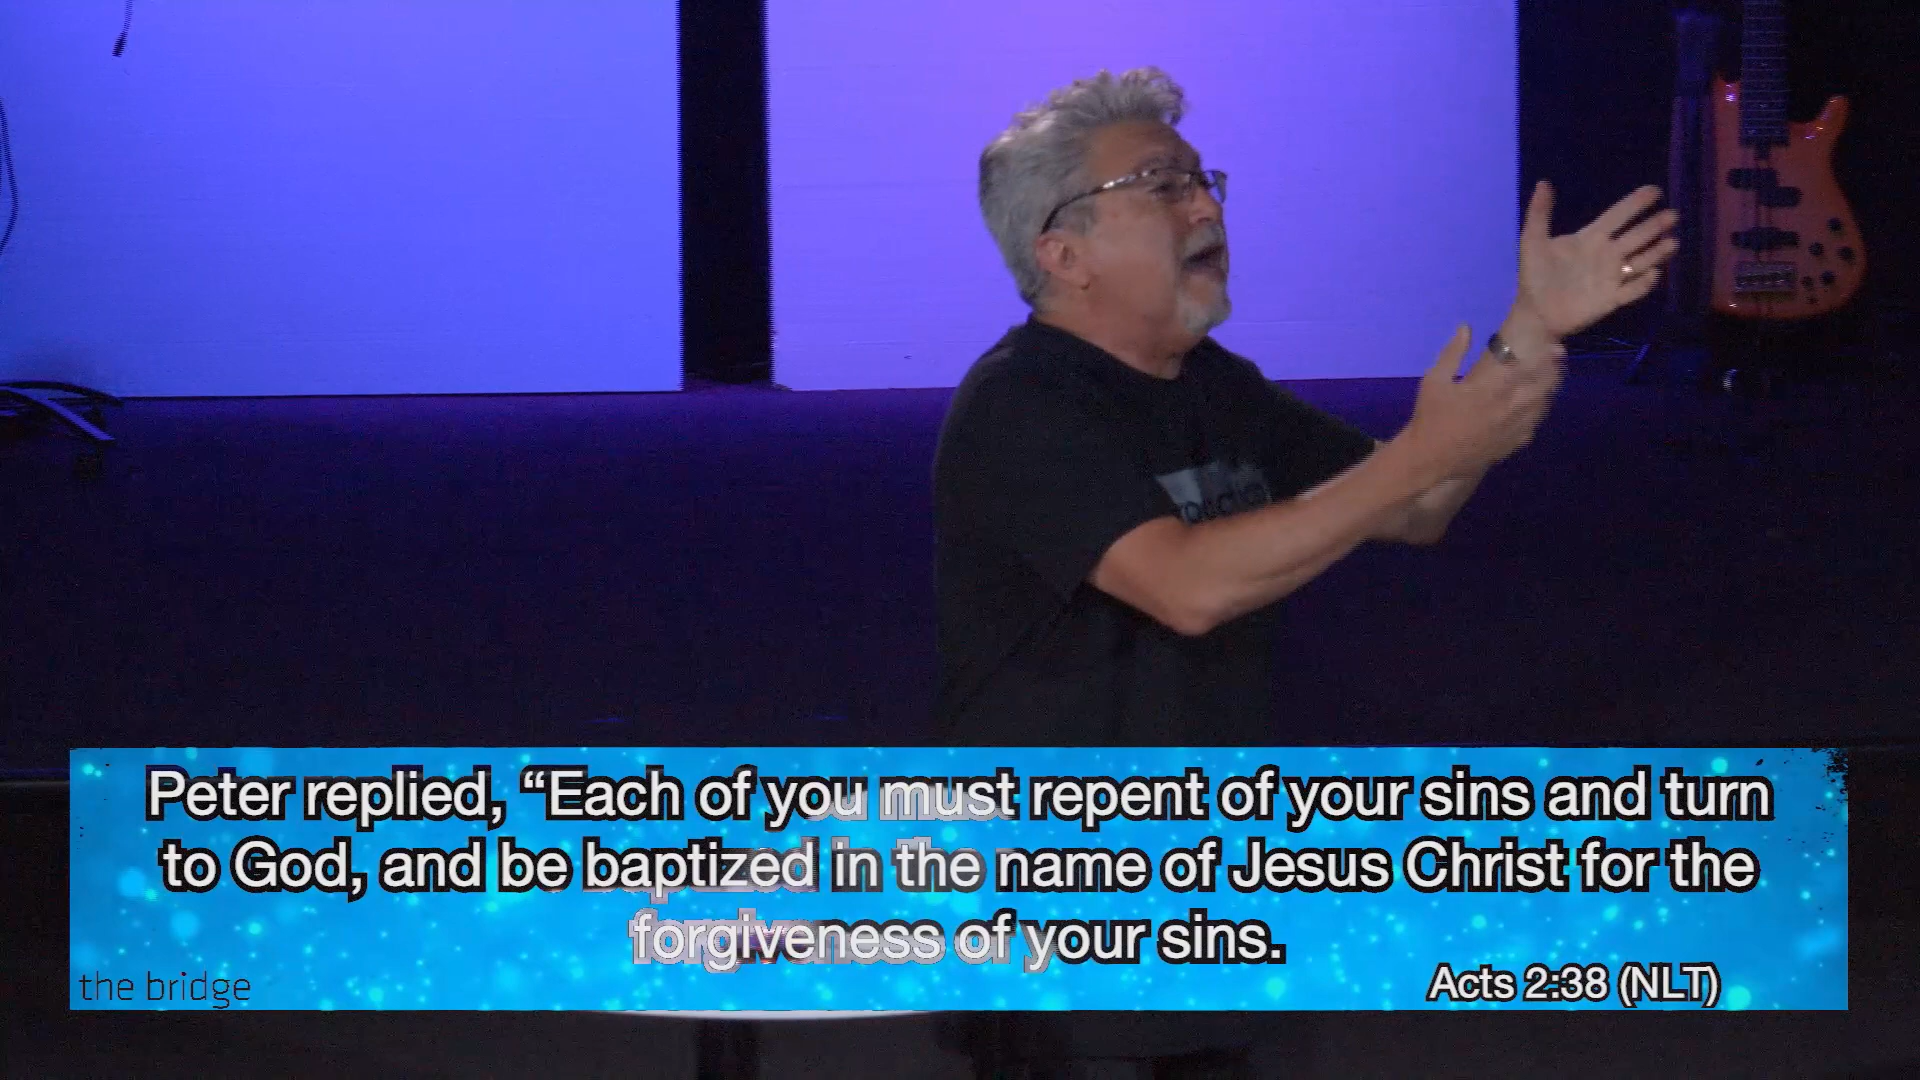 Peter replied, “Each of you must repent of your sins and turn
to God, and be baptized in the name of Jesus Christ for the
forgiveness of your sins.
Acts 2:38 (NLT)
the bridge